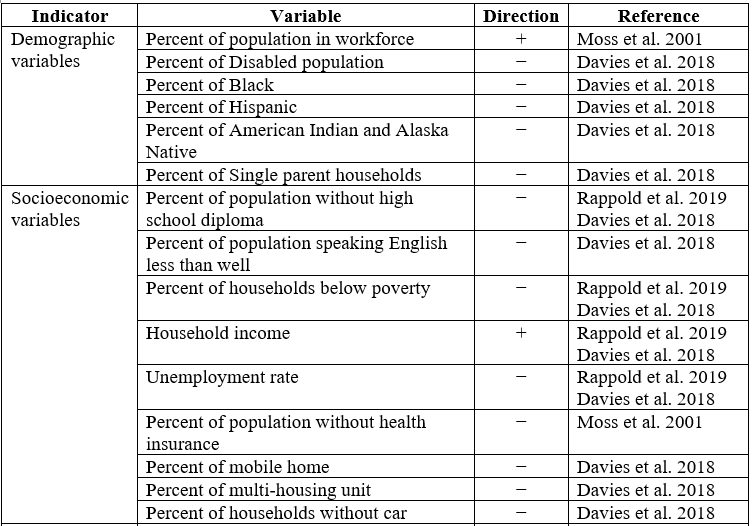 Indicator Variable Direction Reference
Demographic Percent of population in workforce + Moss et al. 2001
variables Percent of Disabled population − Davies et al. 2018
Percent of Black − Davies et al. 2018
Percent of Hispanic − Davies et al. 2018
Percent of American Indian and Alaska − Davies et al. 2018
Native
Percent of Single parent households − Davies et al. 2018
Socioeconomic Percent of population without high − Rappold et al. 2019
variables school diploma Davies et al. 2018
Percent of population speaking English − Davies et al. 2018
less than well
Percent of households below poverty − Rappold et al. 2019
Davies et al. 2018
Household income + Rappold et al. 2019
Davies et al. 2018
Unemployment rate − Rappold et al. 2019
Davies et al. 2018
Percent of population without health − Moss et al. 2001
insurance
Percent of mobile home − Davies et al. 2018
Percent of multi-housing unit − Davies et al. 2018
Percent of households without car − Davies et al. 2018